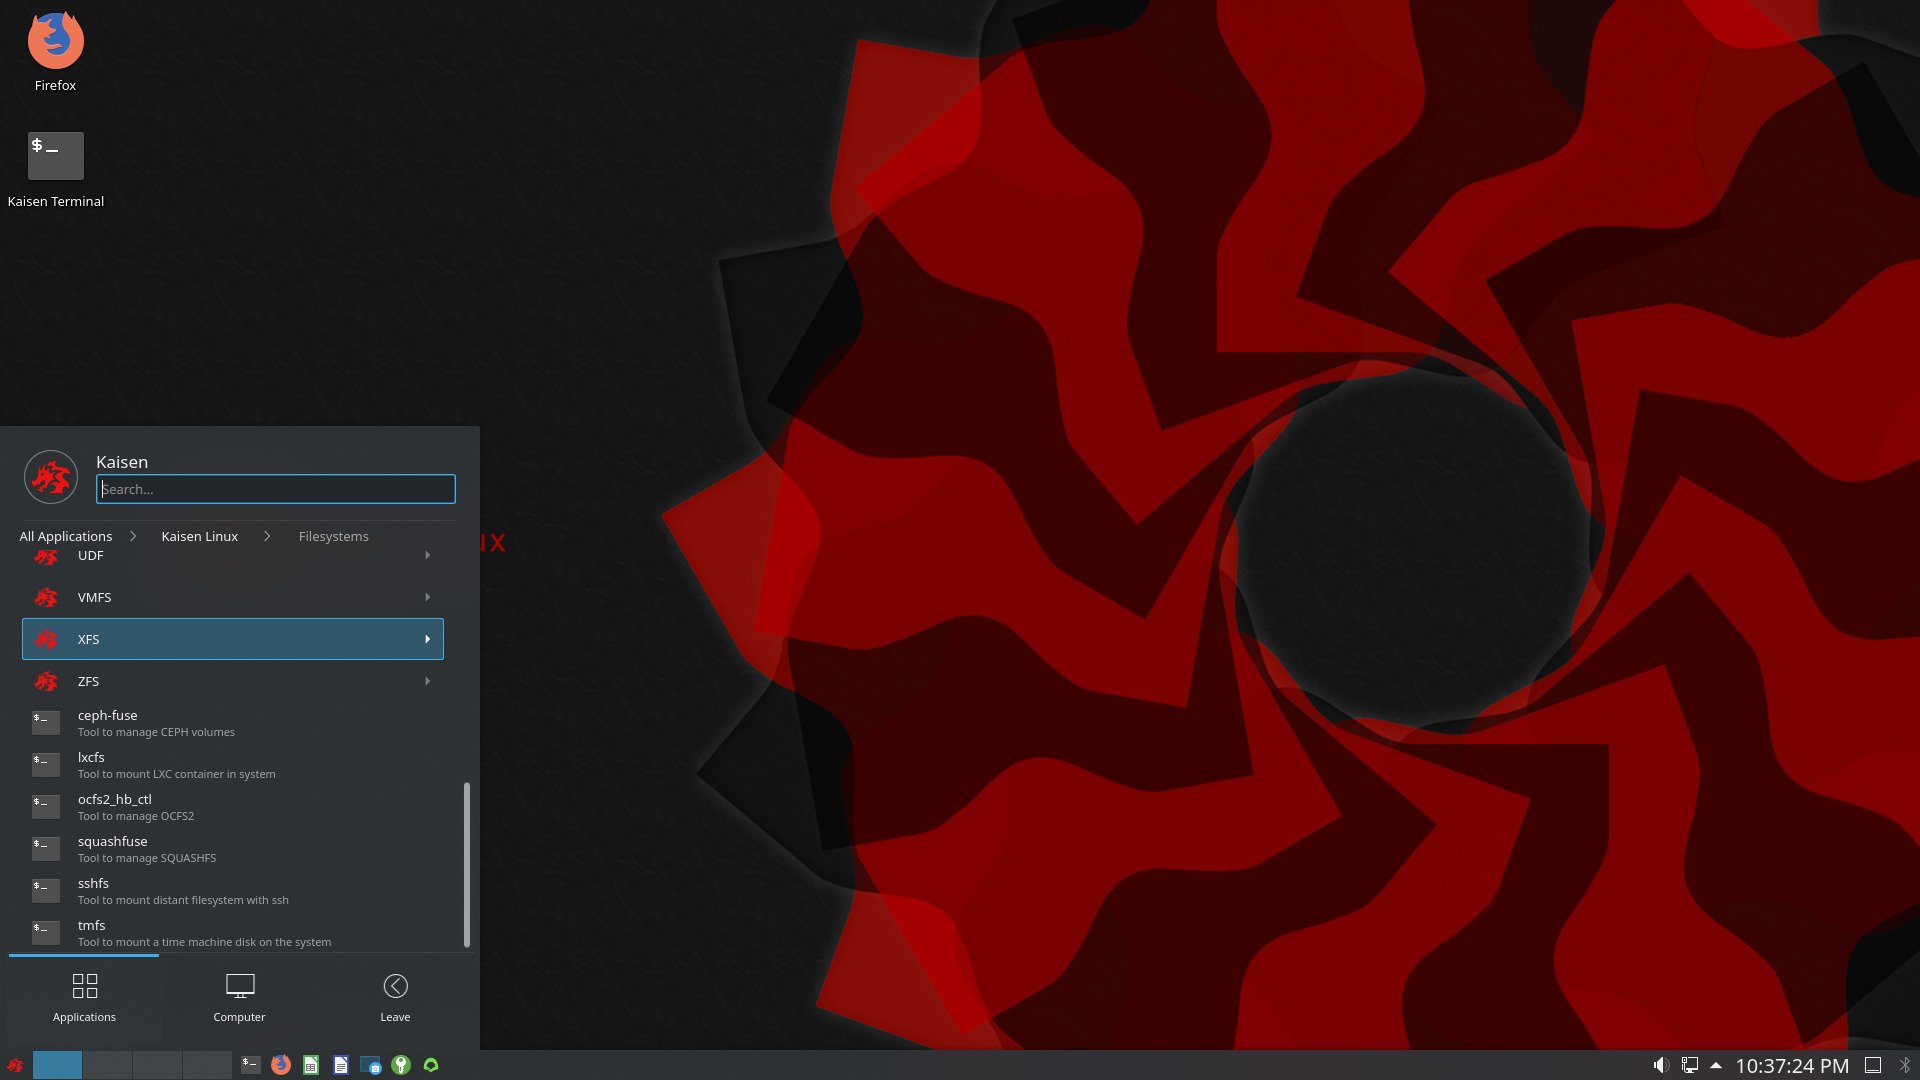 Firefox
$_
Kaisen Terminal
Kaisen
Search...
All Applications > Kaisen Linux > Filesystems
ux
UDF
VMFS
XFS
ZFS
ceph-fuse
Tool to manage CEPH volumes
lxcfs
Tool to mount LXC container in system
ocfs2_hb_ctl
Tool to manage OCFS2
squashfuse
Tool to manage SQUASHFS
sshfs
Tool to mount distant filesystem with ssh
tmfs
Tool to mount a time machine disk on the system
Applications
Computer
Leave
10:37:24 PM